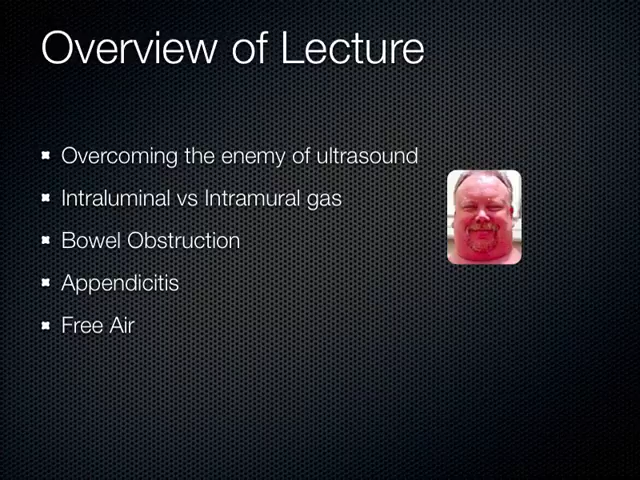 Overview of Lecture
Overcoming the enemy of ultrasound
Intraluminal vs Intramural gas
Bowel Obstruction
Appendicitis
Free Air